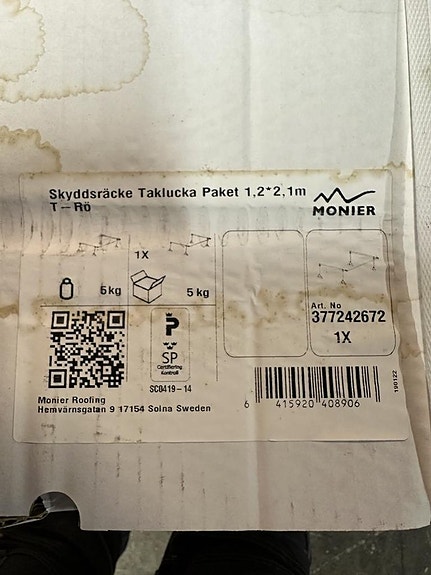 Skyddsräcke Taklucka Paket 1,2*2,1m
T-Rö
MONIER
1X
5kg
5 kg
Art. No
377242672
1X
P
SP
Certifiering
Kontroll
SC0419-14
Monier Roofing
Hemvärnsgatan 9 17154 Solna Sweden
6 415920 408906
190122